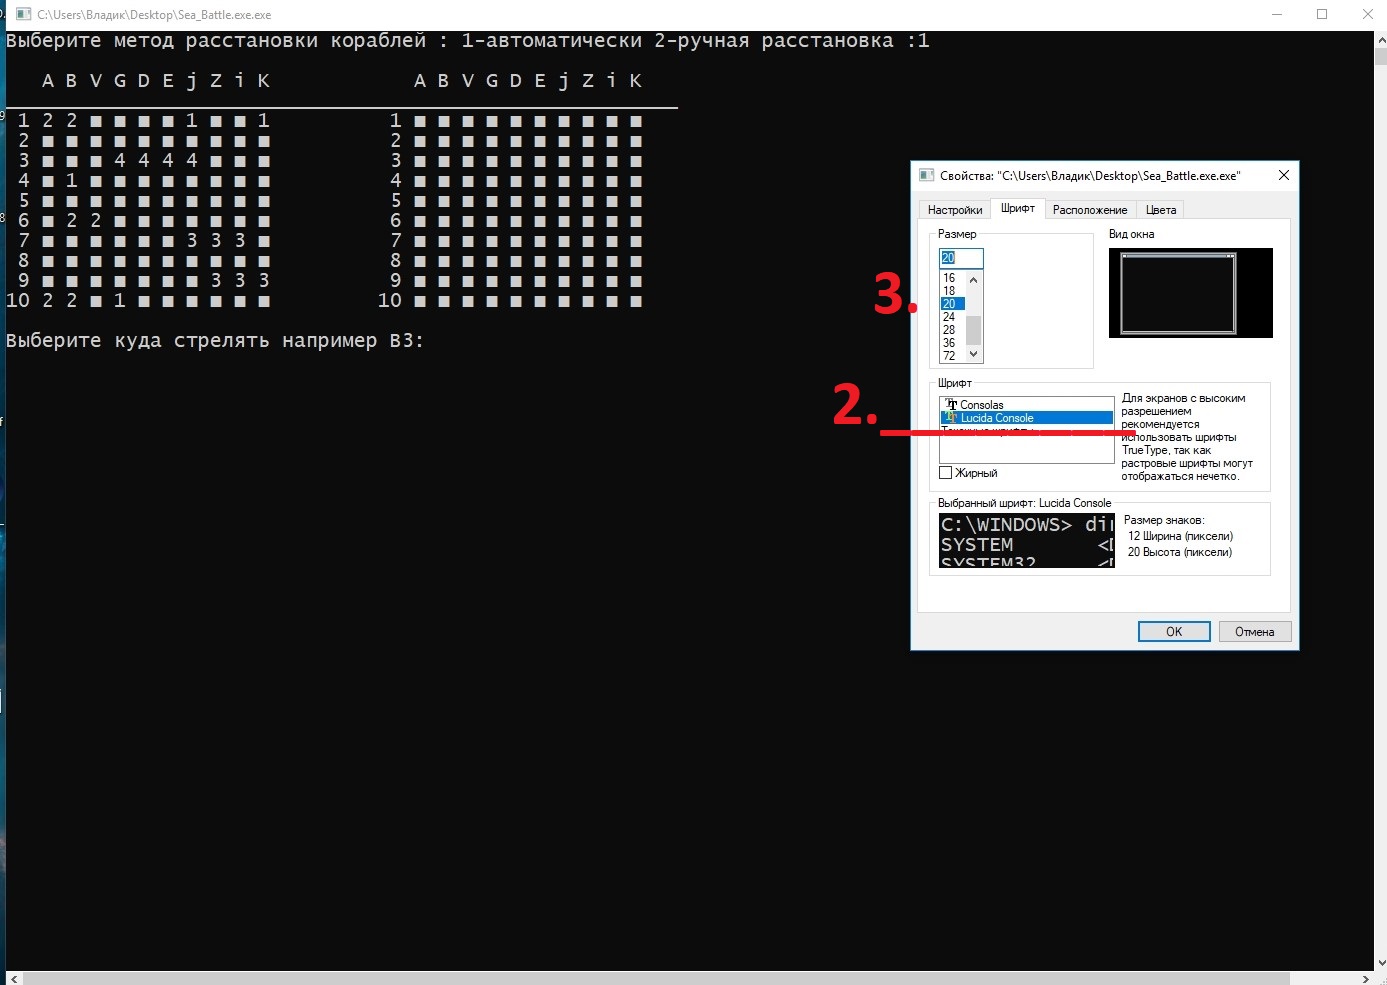 C:\Users\Владик\Desktop\Sea_Battle.exe.exe
Выберите метод расстановки кораблей : 1-автоматически 2-ручная расстановка :1
A B V G D E j Z i K A B V G D E j Z i K
1 2 2 ■ ■ ■ ■ 1 ■ ■ 1 1 ■ ■ ■ ■ ■ ■ ■ ■ ■ ■
2 ■ ■ ■ ■ ■ ■ ■ ■ ■ ■ 2 ■ ■ ■ ■ ■ ■ ■ ■ ■ ■
3 ■ ■ ■ 4 4 4 4 ■ ■ ■ 3 ■ ■ ■ ■ ■ ■ ■ ■ ■ ■
4 ■ 1 ■ ■ ■ ■ ■ ■ ■ ■ 4 ■ ■ ■ ■ ■ ■ ■ ■ ■ ■
5 ■ ■ ■ ■ ■ ■ ■ ■ ■ ■ 5 ■ ■ ■ ■ ■ ■ ■ ■ ■ ■
6 ■ 2 2 ■ ■ ■ ■ ■ ■ ■ 6 ■ ■ ■ ■ ■ ■ ■ ■ ■ ■
7 ■ ■ ■ ■ ■ ■ 3 3 3 ■ 7 ■ ■ ■ ■ ■ ■ ■ ■ ■ ■
8 ■ ■ ■ ■ ■ ■ ■ ■ ■ ■ 8 ■ ■ ■ ■ ■ ■ ■ ■ ■ ■
9 ■ ■ ■ ■ ■ ■ ■ 3 3 3 9 ■ ■ ■ ■ ■ ■ ■ ■ ■ ■
10 2 2 ■ 1 ■ ■ ■ ■ ■ ■ 10 ■ ■ ■ ■ ■ ■ ■ ■ ■ ■
Выберите куда стрелять например B3:
Свойства: "C:\Users\Владик\Desktop\Sea_Battle.exe.exe"
Настройки Шрифт Расположение Цвета
Размер
Вид окна
20
3.
16
18
20
24
28
36
72
Шрифт
2.
Consolas
Lucida Console
Жирный
Для экранов с высоким
разрешением
рекомендуется
использовать шрифты
TrueType, так как
растровые шрифты могут
отображаться нечетко.
Выбранный шрифт: Lucida Console
C:\WINDOWS> dir
SYSTEM <D
SYSTEM32 <D
Размер знаков:
12 Ширина (пиксели)
20 Высота (пиксели)
OK Отмена